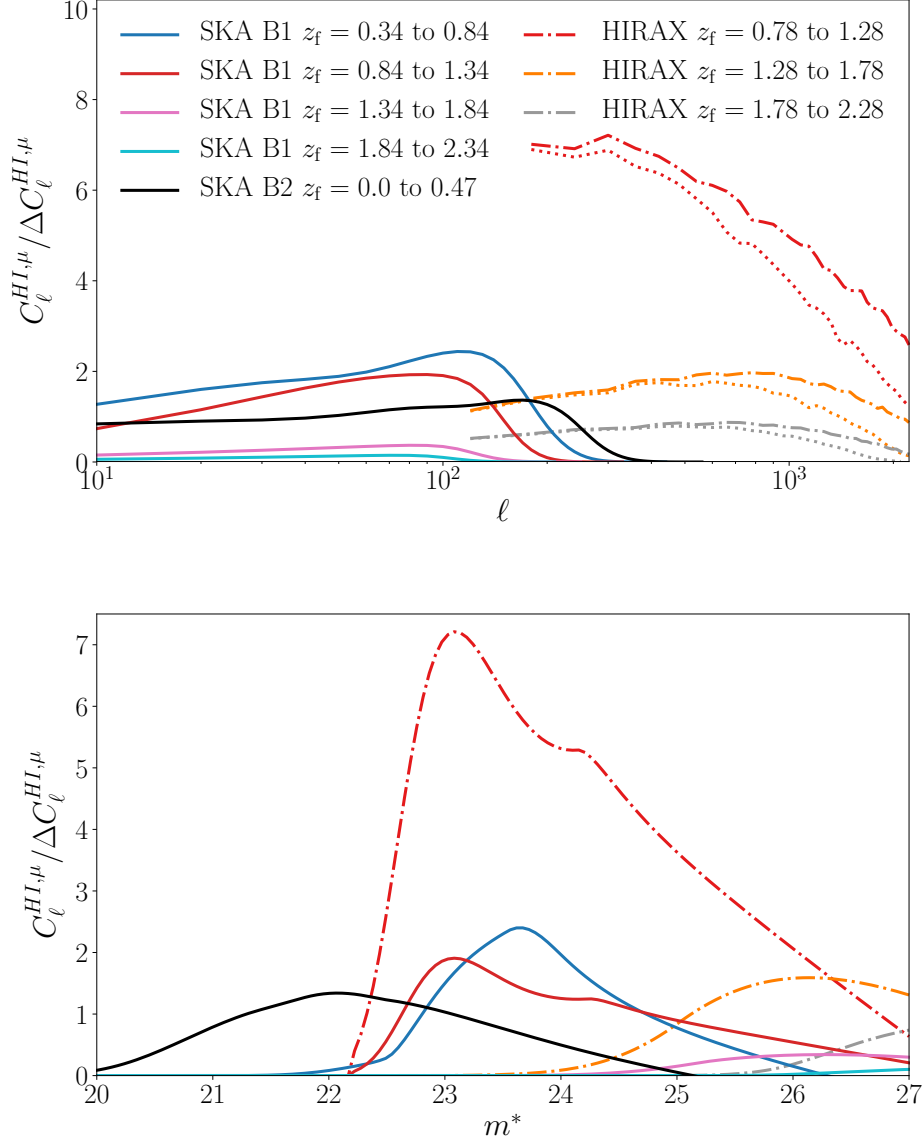 10
8
6
4
2
0
C_ℓ^{HI,μ}/ΔC_ℓ^{HI,μ}
SKA B1 z_f = 0.34 to 0.84
SKA B1 z_f = 0.84 to 1.34
SKA B1 z_f = 1.34 to 1.84
SKA B1 z_f = 1.84 to 2.34
SKA B2 z_f = 0.0 to 0.47
HIRAX z_f = 0.78 to 1.28
HIRAX z_f = 1.28 to 1.78
HIRAX z_f = 1.78 to 2.28
10^1 10^2 10^3
ℓ
7
6
5
4
3
2
1
0
C_ℓ^{HI,μ}/ΔC_ℓ^{HI,μ}
20 21 22 23 24 25 26 27
m*